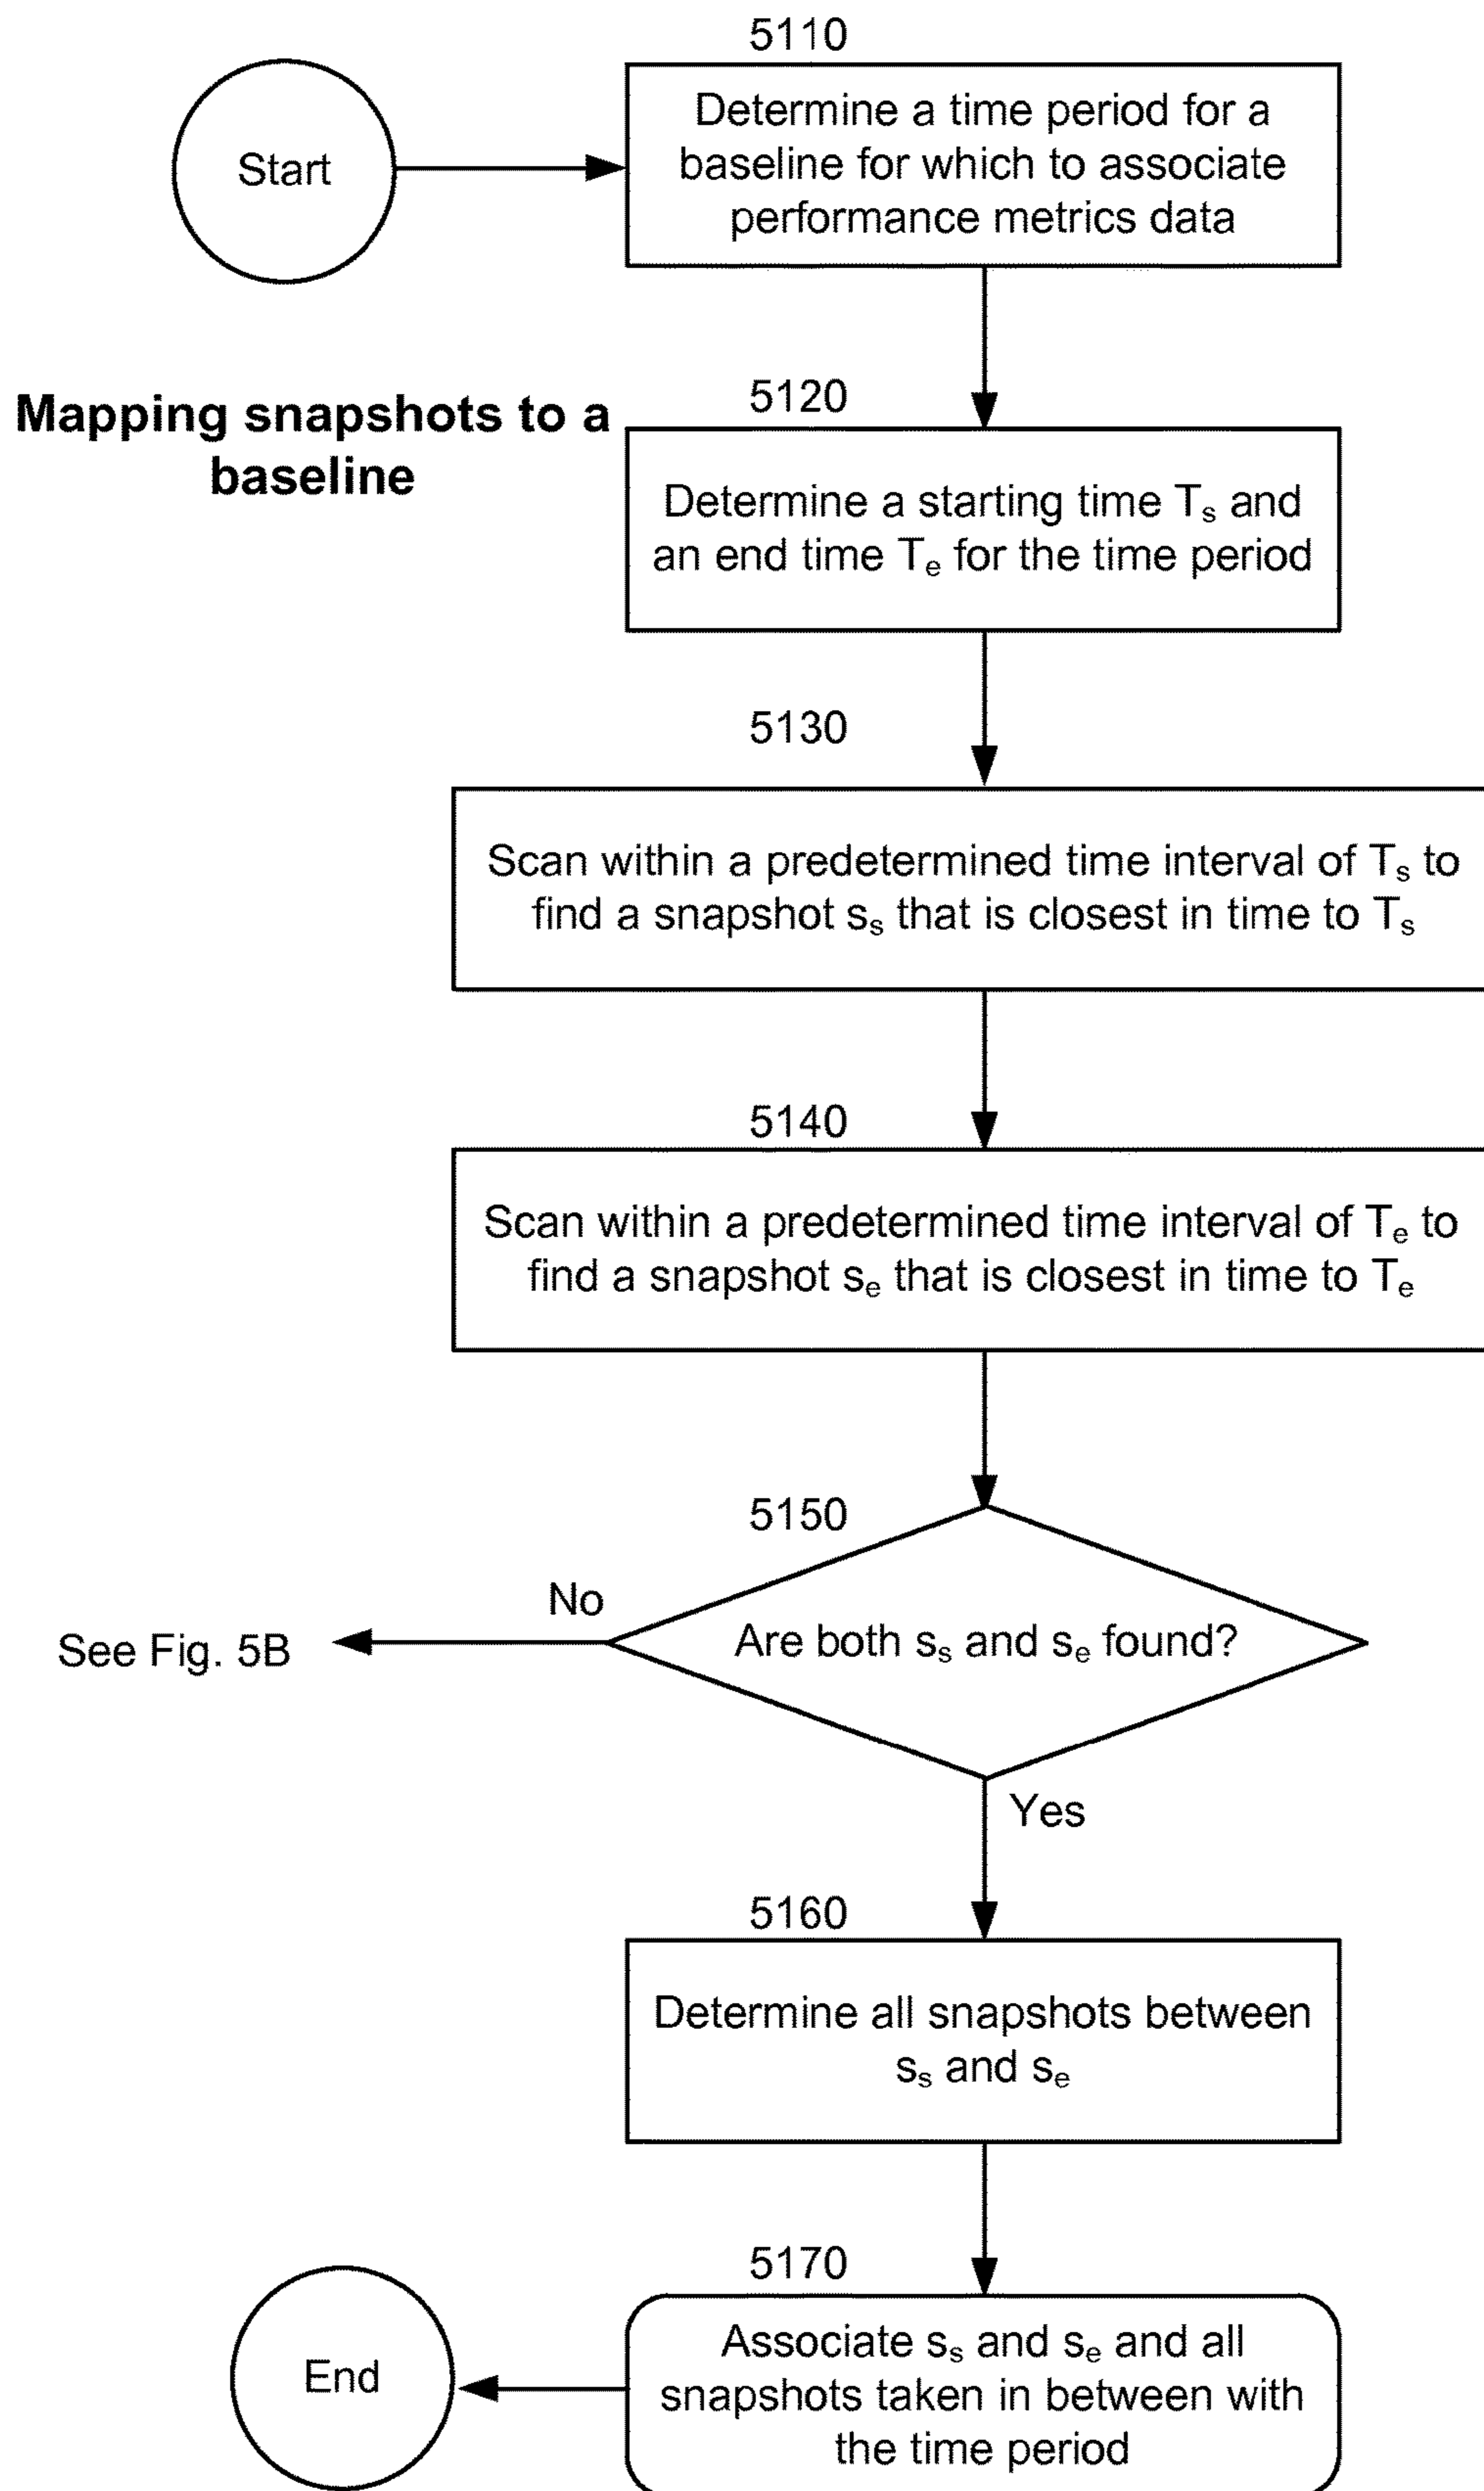 5110
Start
Determine a time period for a
baseline for which to associate
performance metrics data
Mapping snapshots to a
baseline
5120
Determine a starting time Ts and
an end time Te for the time period
5130
Scan within a predetermined time interval of Ts to
find a snapshot ss that is closest in time to Ts
5140
Scan within a predetermined time interval of Te to
find a snapshot se that is closest in time to Te
5150
No
See Fig. 5B
Are both ss and se found?
Yes
5160
Determine all snapshots between
ss and se
5170
End
Associate ss and se and all
snapshots taken in between with
the time period